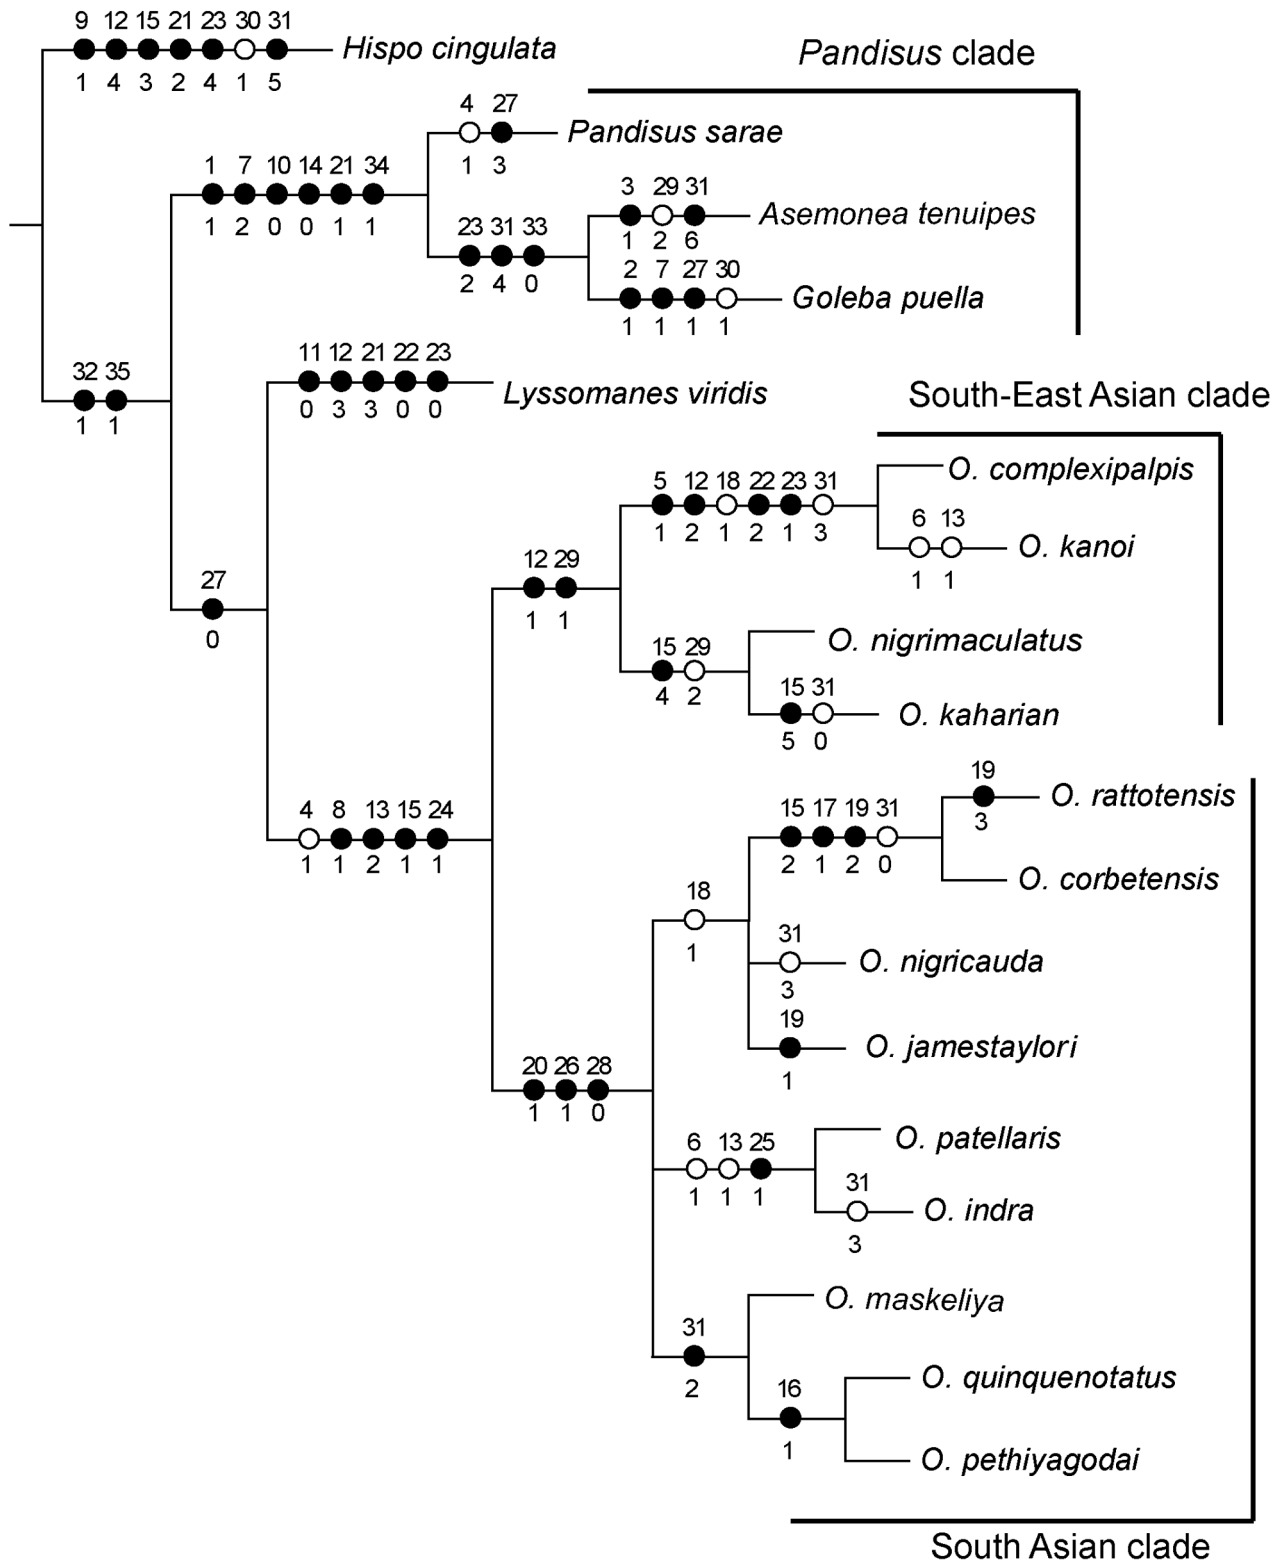 9 12 15 21 23 30 31
Hispo cingulata
1 4 3 2 4 1 5
Pandisus clade
4 27
Pandisus sarae
1 3
1 7 10 14 21 34
1 2 0 0 1 1
3 29 31
Asemonea tenuipes
1 2 6
23 31 33
2 4 0
2 7 27 30
Goleba puella
1 1 1 1
32 35
1 1
11 12 21 22 23
Lyssomanes viridis
0 3 3 0 0
South-East Asian clade
O. complexipalpis
5 12 18 22 23 31
1 2 1 2 1 3
6 13
O. kanoi
1 1
12 29
1 1
27
0
O. nigrimaculatus
15 29
4 2
15 31
O. kaharian
5 0
19
O. rattotensis
3
4 8 13 15 24
1 1 2 1 1
15 17 19 31
2 1 2 0
O. corbetensis
18
1
31
O. nigricauda
3
19
O. jamestaylori
1
20 26 28
1 1 0
O. patellaris
6 13 25
1 1 1
31
O. indra
3
O. maskeliya
31
2
O. quinquenotatus
16
1
O. pethiyagodai
South Asian clade